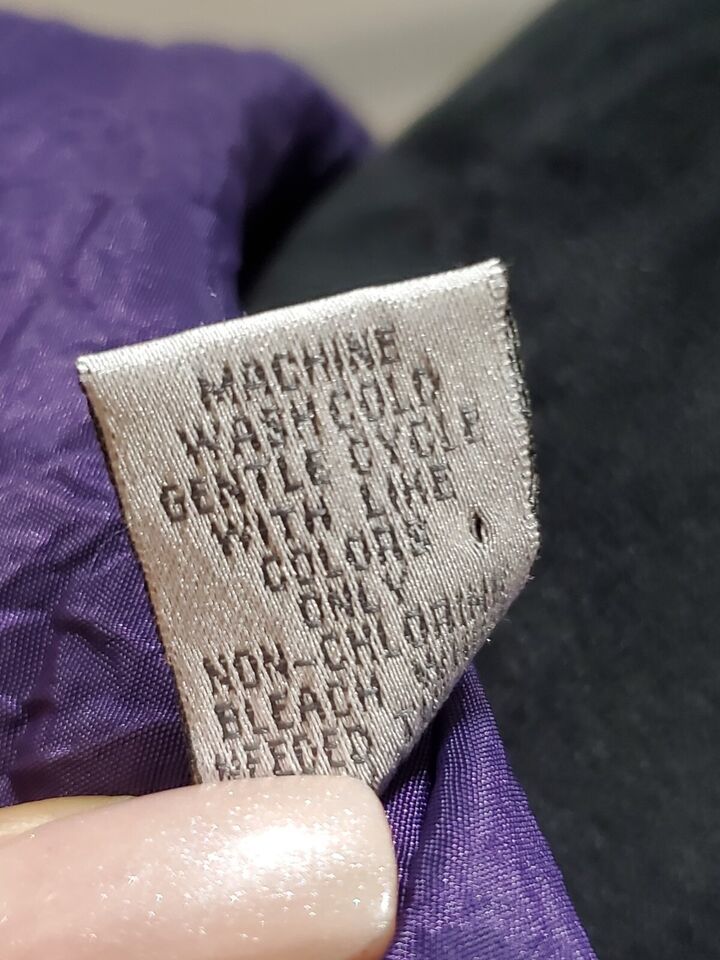 MACHINE
WASH COLD
GENTLE CYCLE
WITH LIKE
COLORS
ONLY
NON-CHLORINE
BLEACH
NEEDED